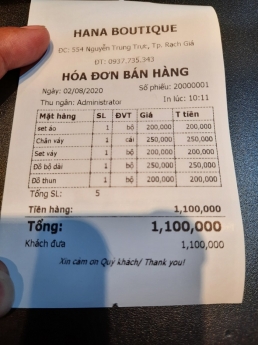 HANA BOUTIQUE
ĐC: 554 Nguyễn Trung Trực, Tp. Rạch Giá
ĐT: 0937.735.343
HÓA ĐƠN BÁN HÀNG
Ngày: 02/08/2020 Số phiếu: 20000001
Thu ngân: Administrator In lúc: 10:11
Mặt hàng SL ĐVT Giá T tiền
set áo 1 bộ 200,000 200,000
Chân váy 1 cái 250,000 250,000
Set váy 1 bộ 200,000 200,000
Đồ bộ dài 1 bộ 250,000 250,000
Đồ thun 1 bộ 200,000 200,000
Tổng SL: 5
Tiền hàng: 1,100,000
Tổng: 1,100,000
Khách đưa 1,100,000
Xin cảm ơn Quý khách/ Thank you!